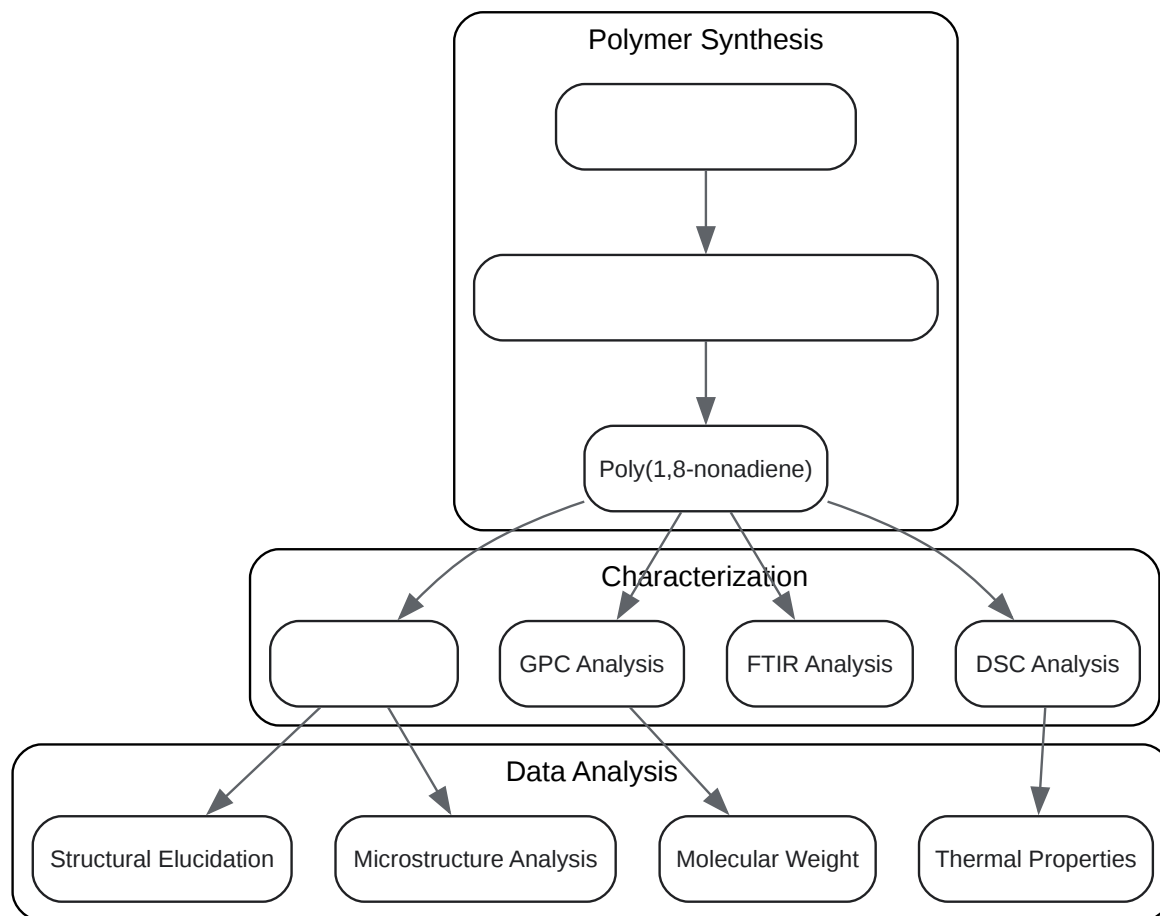 Polymer Synthesis
Poly(1,8-nonadiene)
Characterization
GPC Analysis
FTIR Analysis
DSC Analysis
Data Analysis
Structural Elucidation
Microstructure Analysis
Molecular Weight
Thermal Properties